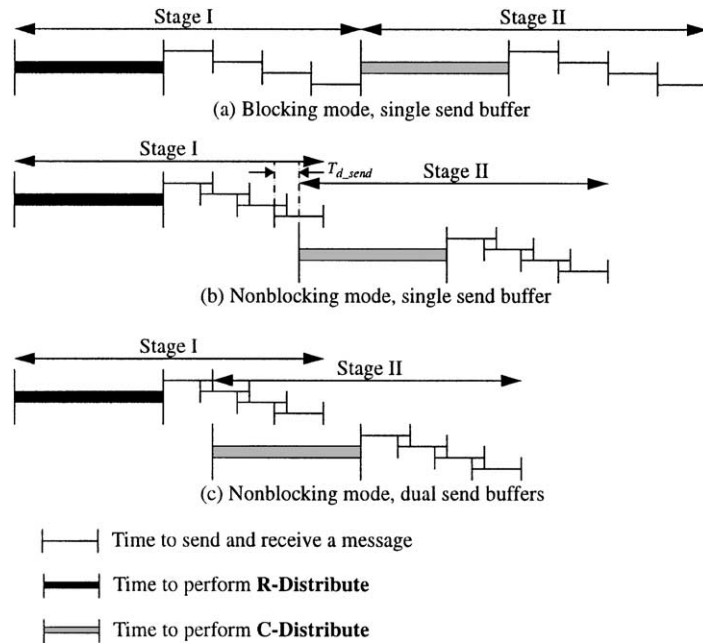 Stage I
Stage II
(a) Blocking mode, single send buffer
Stage I
T_{d_send}
Stage II
(b) Nonblocking mode, single send buffer
Stage I
Stage II
(c) Nonblocking mode, dual send buffers
Time to send and receive a message
Time to perform R-Distribute
Time to perform C-Distribute